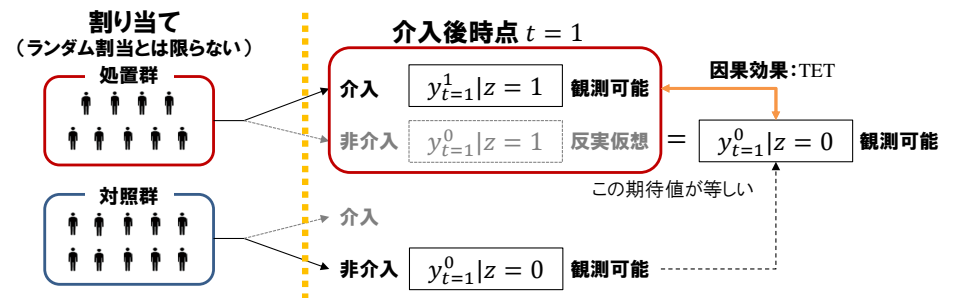 割り当て
（ランダム割当とは限らない）
処置群
対照群
介入後時点 t = 1
介入 y^1_{t=1}|z = 1 観測可能
非介入 y^0_{t=1}|z = 1 反実仮想
=
因果効果：TET
y^0_{t=1}|z = 0 観測可能
この期待値が等しい
介入
非介入 y^0_{t=1}|z = 0 観測可能